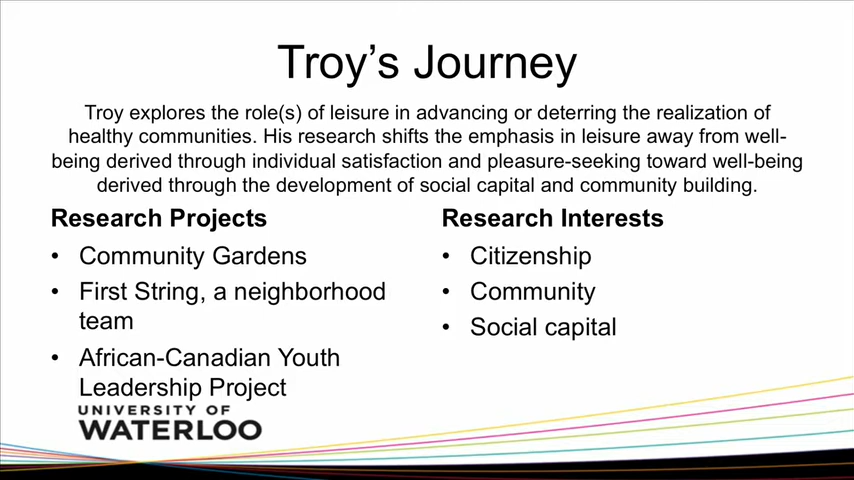 Troy's Journey
Troy explores the role(s) of leisure in advancing or deterring the realization of
healthy communities. His research shifts the emphasis in leisure away from well-
being derived through individual satisfaction and pleasure-seeking toward well-being
derived through the development of social capital and community building.
Research Projects
• Community Gardens
• First String, a neighborhood
team
• African-Canadian Youth
Leadership Project
Research Interests
• Citizenship
• Community
• Social capital
UNIVERSITY OF
WATERLOO